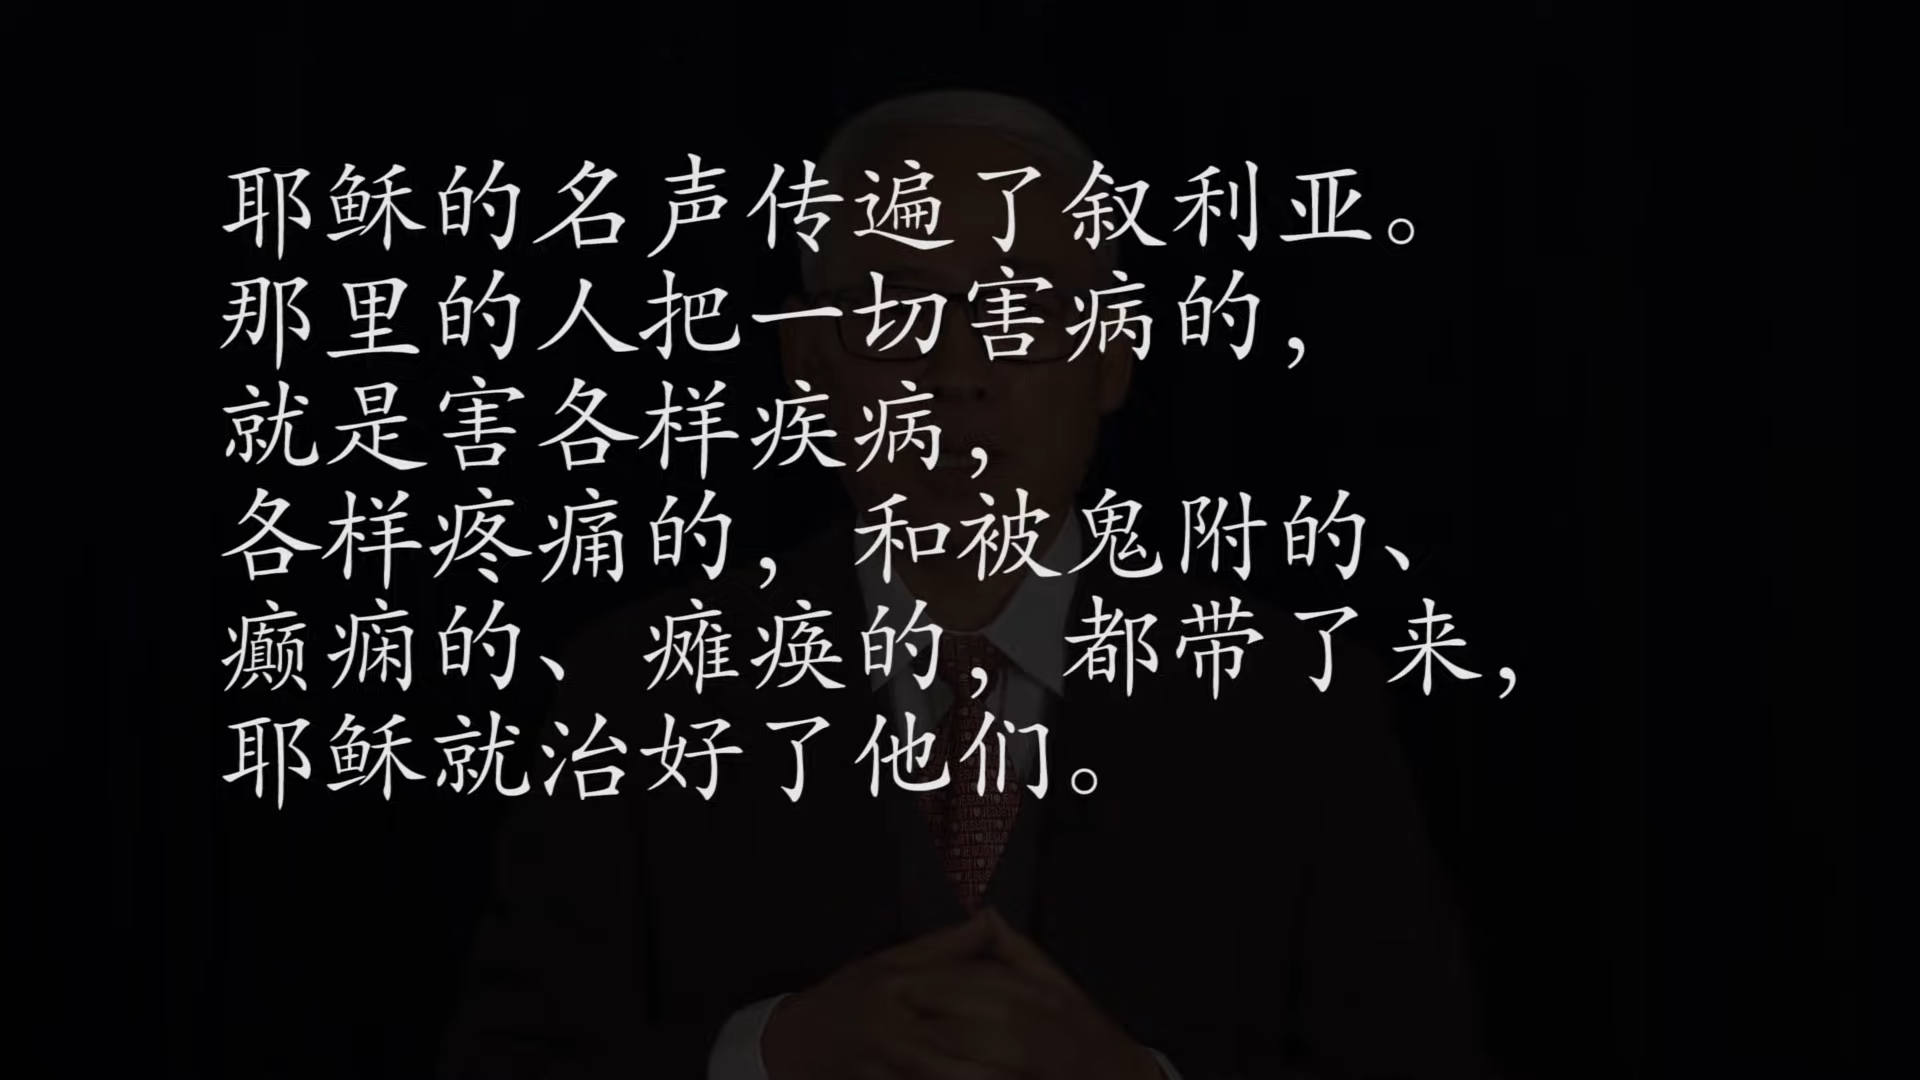 耶稣的名声传遍了叙利亚。
那里的人把一切害病的，
就是害各样疾病，
各样疼痛的，和被鬼附的、
癫痫的、瘫痪的，都带了来，
耶稣就治好了他们。